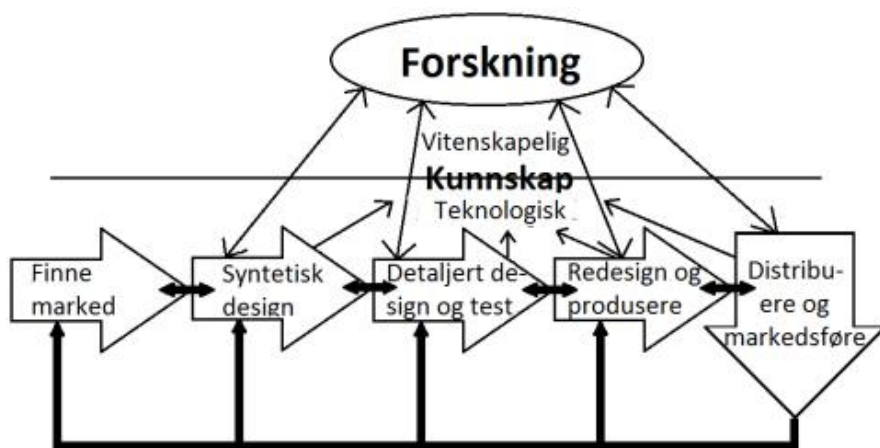 Forskning
Vitenskapelig
Kunnskap
Teknologisk
Finne
marked
Syntetisk
design
Detaljert de-
sign og test
Redesign og
produsere
Distribu-
ere og
markedsføre